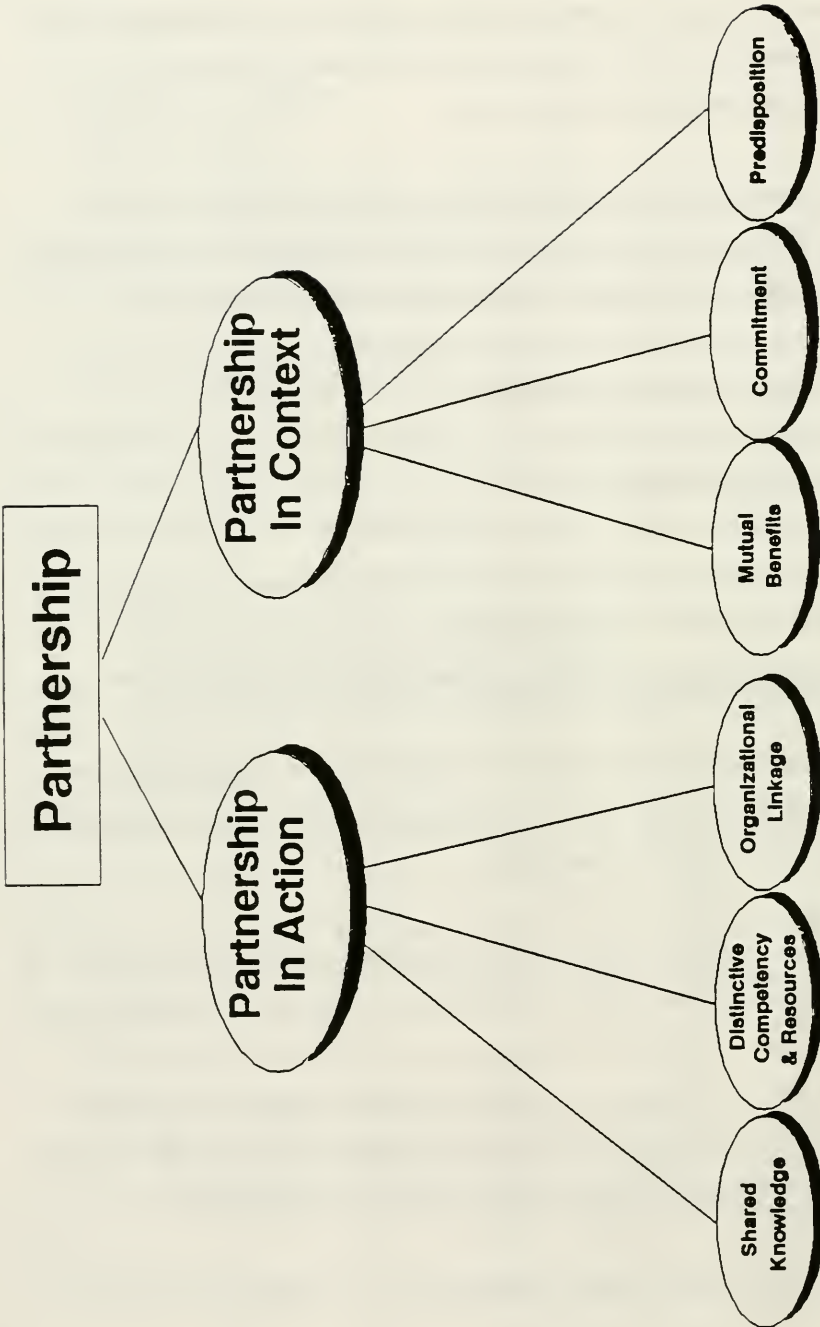 Partnership
Partnership
In Action
Partnership
In Context
Shared
Knowledge
Distinctive
Competency
& Resources
Organizational
Linkage
Mutual
Benefits
Commitment
Predisposition